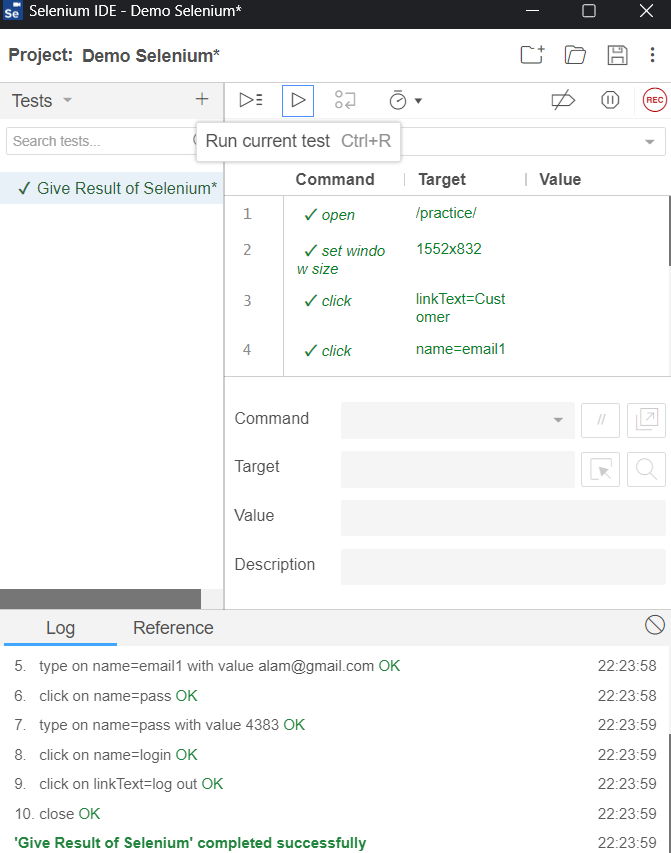 Se Selenium IDE - Demo Selenium*
Project: Demo Selenium*
Tests
Run current test Ctrl+R
REC
Search tests...
Command Target Value
✓ Give Result of Selenium*
1 ✓ open /practice/
2 ✓ set windo 1552x832
w size
3 ✓ click linkText=Cust
omer
4 ✓ click name=email1
Command //
Target
Value
Description
Log Reference
5. type on name=email1 with value alam@gmail.com OK 22:23:58
6. click on name=pass OK 22:23:58
7. type on name=pass with value 4383 OK 22:23:59
8. click on name=login OK 22:23:59
9. click on linkText=log out OK 22:23:59
10. close OK 22:23:59
'Give Result of Selenium' completed successfully 22:23:59